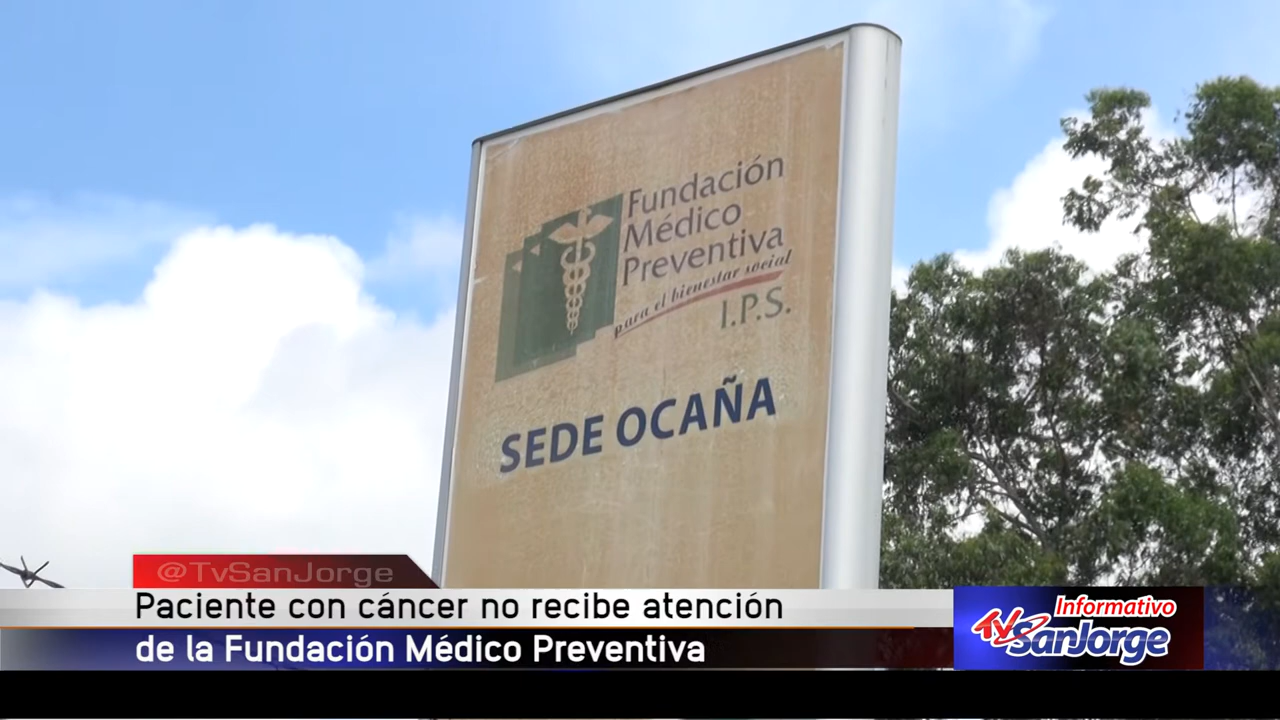 Fundación
Médico
Preventiva
para el bienestar social
I.P.S.
SEDE OCAÑA
@TvSanJorge
Paciente con cáncer no recibe atención
de la Fundación Médico Preventiva
Informativo
TV SanJorge